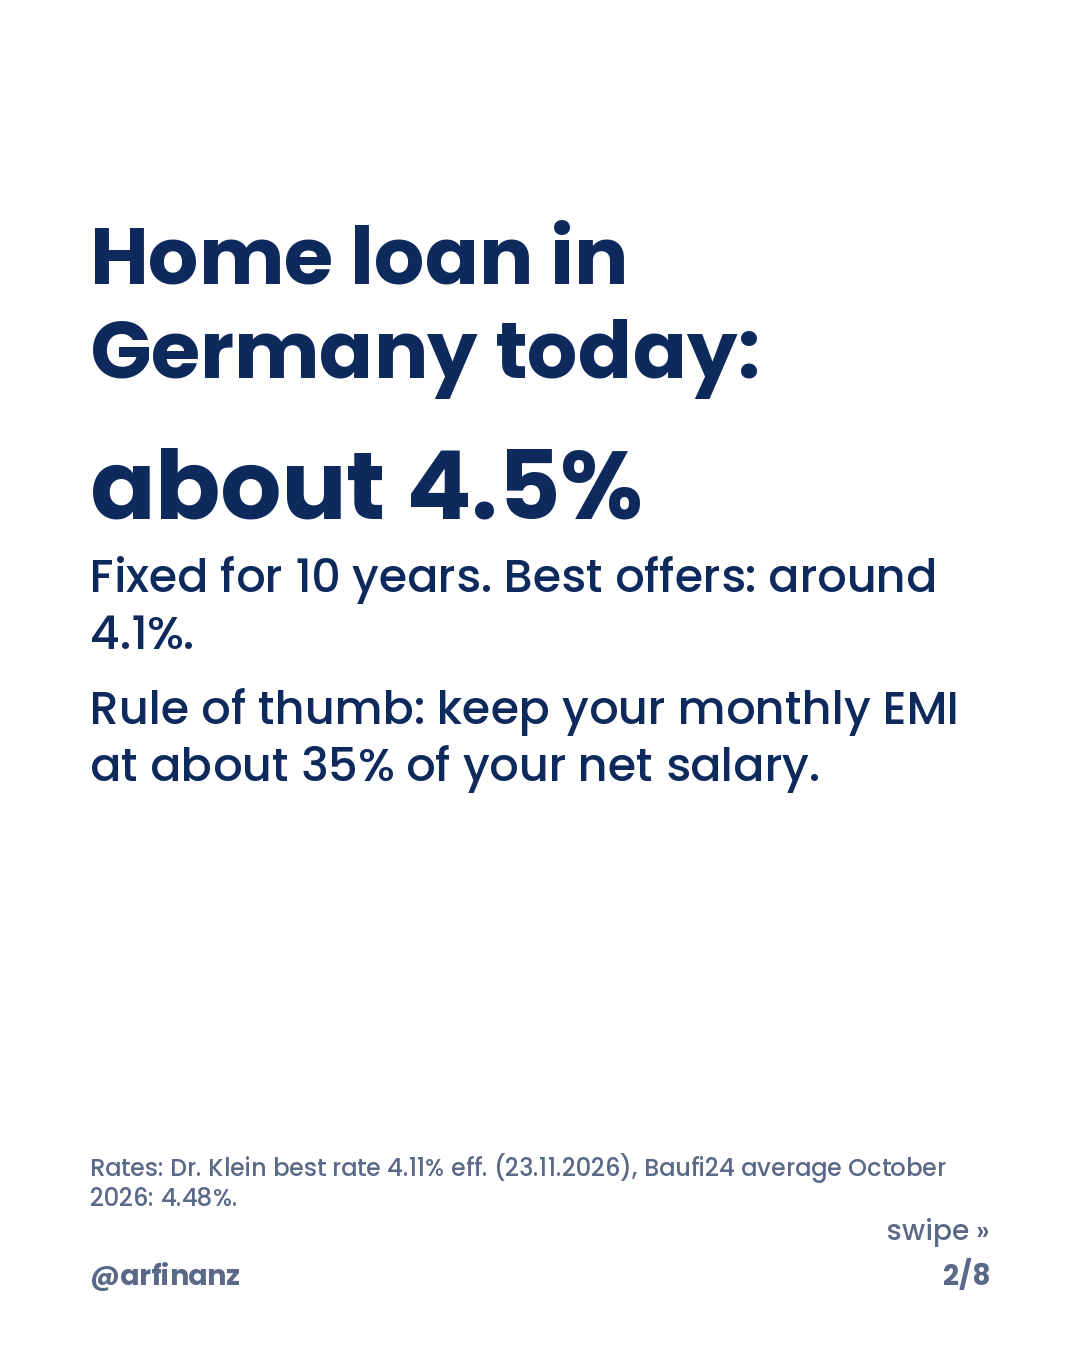 Home loan in
Germany today:
about 4.5%
Fixed for 10 years. Best offers: around
4.1%.
Rule of thumb: keep your monthly EMI
at about 35% of your net salary.
Rates: Dr. Klein best rate 4.11% eff. (23.11.2026), Baufi24 average October
2026: 4.48%.
swipe »
@arfinanz
2/8